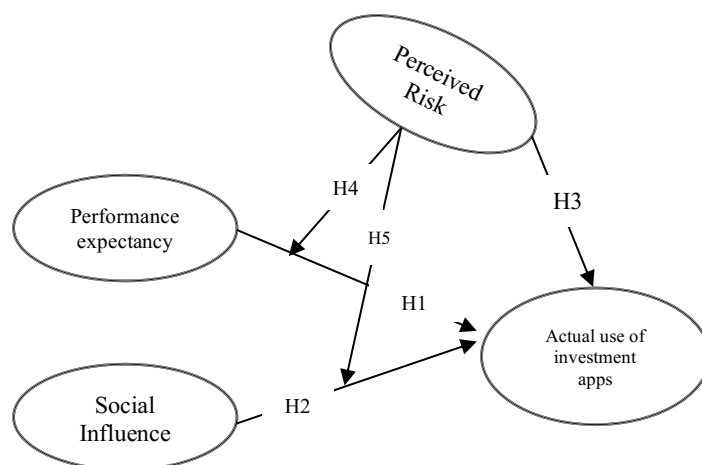 Perceived
Risk
H4
Performance
expectancy
H5
H3
H1
Actual use of
investment
apps
Social
Influence
H2